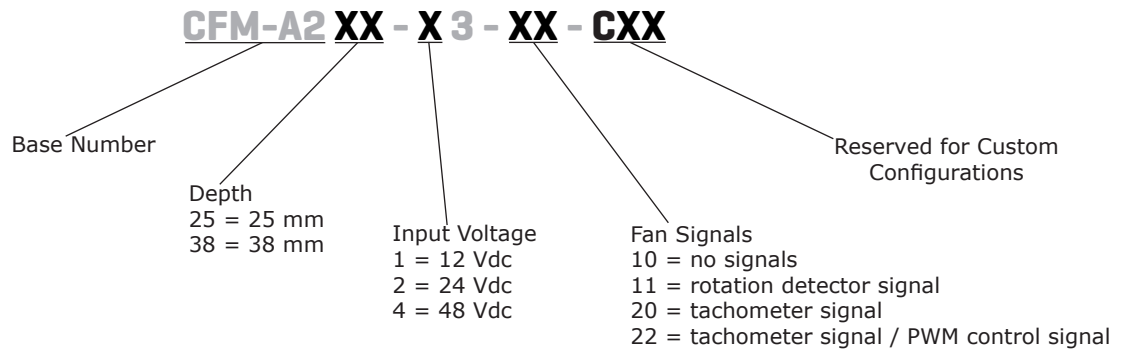 CFM-A2 XX - X 3 - XX - CXX
Base Number
Depth
25 = 25 mm
38 = 38 mm
Input Voltage
1 = 12 Vdc
2 = 24 Vdc
4 = 48 Vdc
Fan Signals
10 = no signals
11 = rotation detector signal
20 = tachometer signal
22 = tachometer signal / PWM control signal
Reserved for Custom
Configurations